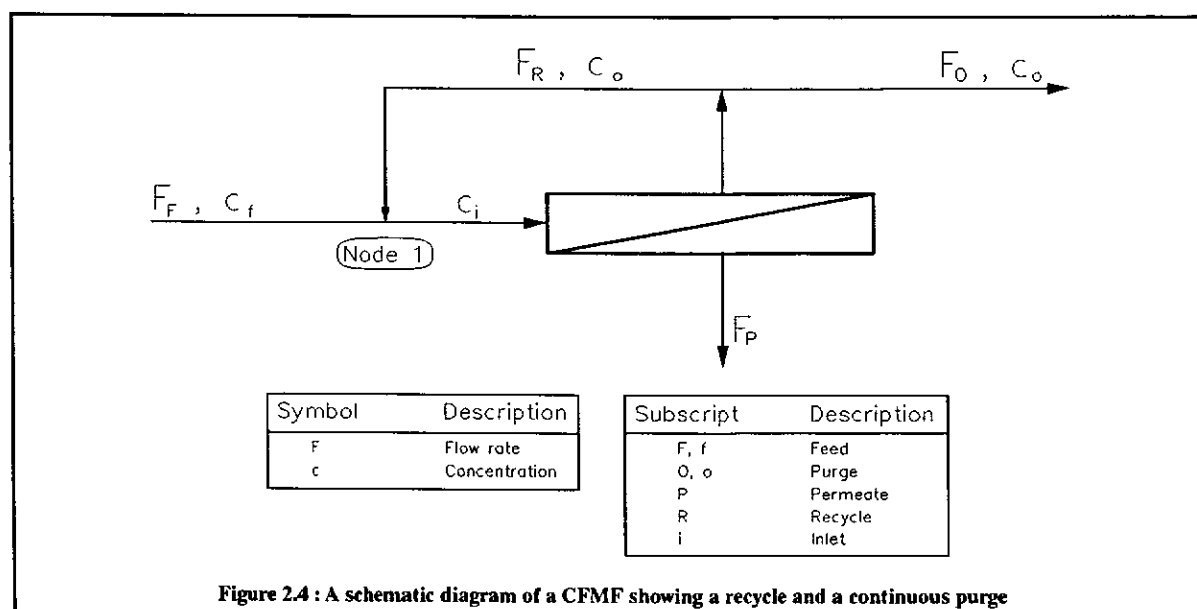 F_R , C_o
F_O , C_o
F_F , C_f
C_i
Node 1
F_P
Symbol Description
F Flow rate
c Concentration
Subscript Description
F, f Feed
O, o Purge
P Permeate
R Recycle
i Inlet
Figure 2.4 : A schematic diagram of a CFMF showing a recycle and a continuous purge